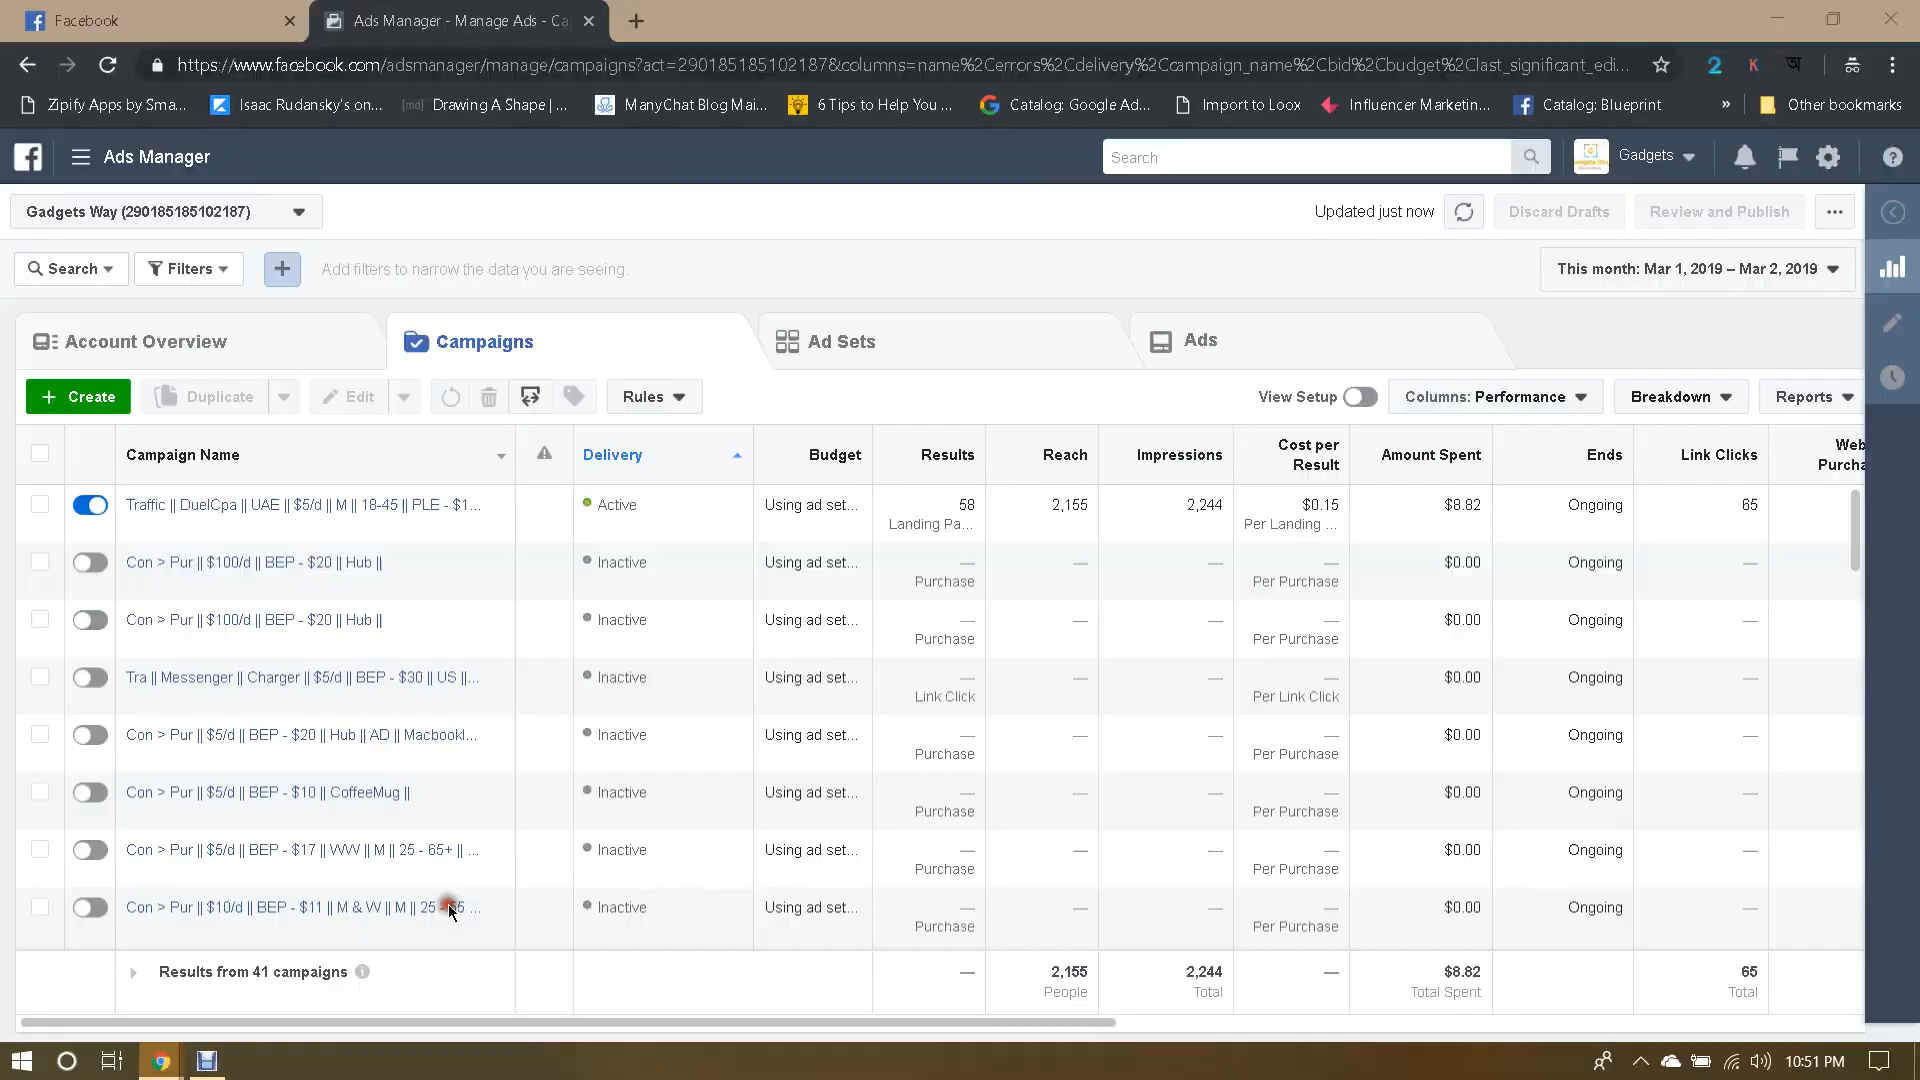 Facebook
Ads Manager - Manage Ads - Ca
https://www.facebook.com/adsmanager/manage/campaigns?act=290185185102187&columns=name%2Cerrors%2Cdelivery%2Ccampaign_name%2Cbid%2Cbudget%2Clast_significant_edi...
2 K অ
Zipify Apps by Sma... Isaac Rudansky's on... [md] Drawing A Shape | ... ManyChat Blog Mai... 6 Tips to Help You ... Catalog: Google Ad... Import to Loox Influencer Marketin... Catalog: Blueprint » Other bookmarks
Ads Manager
Search
Gadgets
Gadgets Way (290185185102187)
Updated just now
Discard Drafts
Review and Publish
Search Filters
Add filters to narrow the data you are seeing.
This month: Mar 1, 2019 – Mar 2, 2019
Account Overview Campaigns Ad Sets Ads
+ Create Duplicate Edit Rules
View Setup Columns: Performance Breakdown Reports
Campaign Name Delivery Budget Results Reach Impressions Cost per Result Amount Spent Ends Link Clicks Web Purcha
Traffic || DuelCpa || UAE || $5/d || M || 18-45 || PLE - $1... Active Using ad set... 58 2,155 2,244 $0.15 $8.82 Ongoing 65
Landing Pa... Per Landing ...
Con > Pur || $100/d || BEP - $20 || Hub || Inactive Using ad set... — — — — $0.00 Ongoing —
Purchase Per Purchase
Con > Pur || $100/d || BEP - $20 || Hub || Inactive Using ad set... — — — — $0.00 Ongoing —
Purchase Per Purchase
Tra || Messenger || Charger || $5/d || BEP - $30 || US ||... Inactive Using ad set... — — — — $0.00 Ongoing —
Link Click Per Link Click
Con > Pur || $5/d || BEP - $20 || Hub || AD || MacbookI... Inactive Using ad set... — — — — $0.00 Ongoing —
Purchase Per Purchase
Con > Pur || $5/d || BEP - $10 || CoffeeMug || Inactive Using ad set... — — — — $0.00 Ongoing —
Purchase Per Purchase
Con > Pur || $5/d || BEP - $17 || WW || M || 25 - 65+ || ... Inactive Using ad set... — — — — $0.00 Ongoing —
Purchase Per Purchase
Con > Pur || $10/d || BEP - $11 || M & W || M || 25 ... Inactive Using ad set... — — — — $0.00 Ongoing —
Purchase Per Purchase
Results from 41 campaigns — 2,155 2,244 — $8.82 65
People Total Total Spent Total
10:51 PM